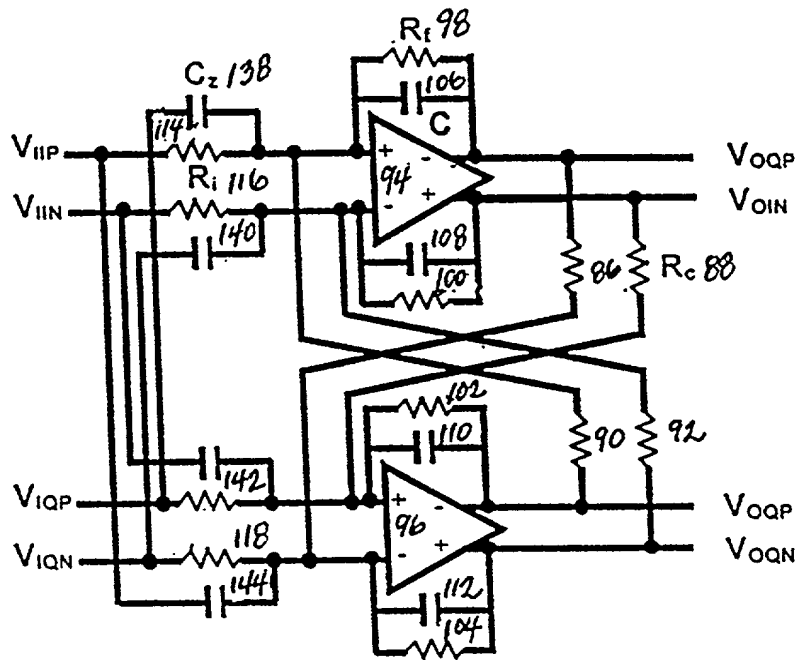 Rf 98
Cz 138
106
C
114
VIIP
+
-
VOQP
94
Ri 116
VIIN
-
+
VOIN
140
108
86
Rc 88
100
102
110
90
92
142
VIQP
+
-
VOQP
96
118
VIQN
-
+
VOQN
144
112
104